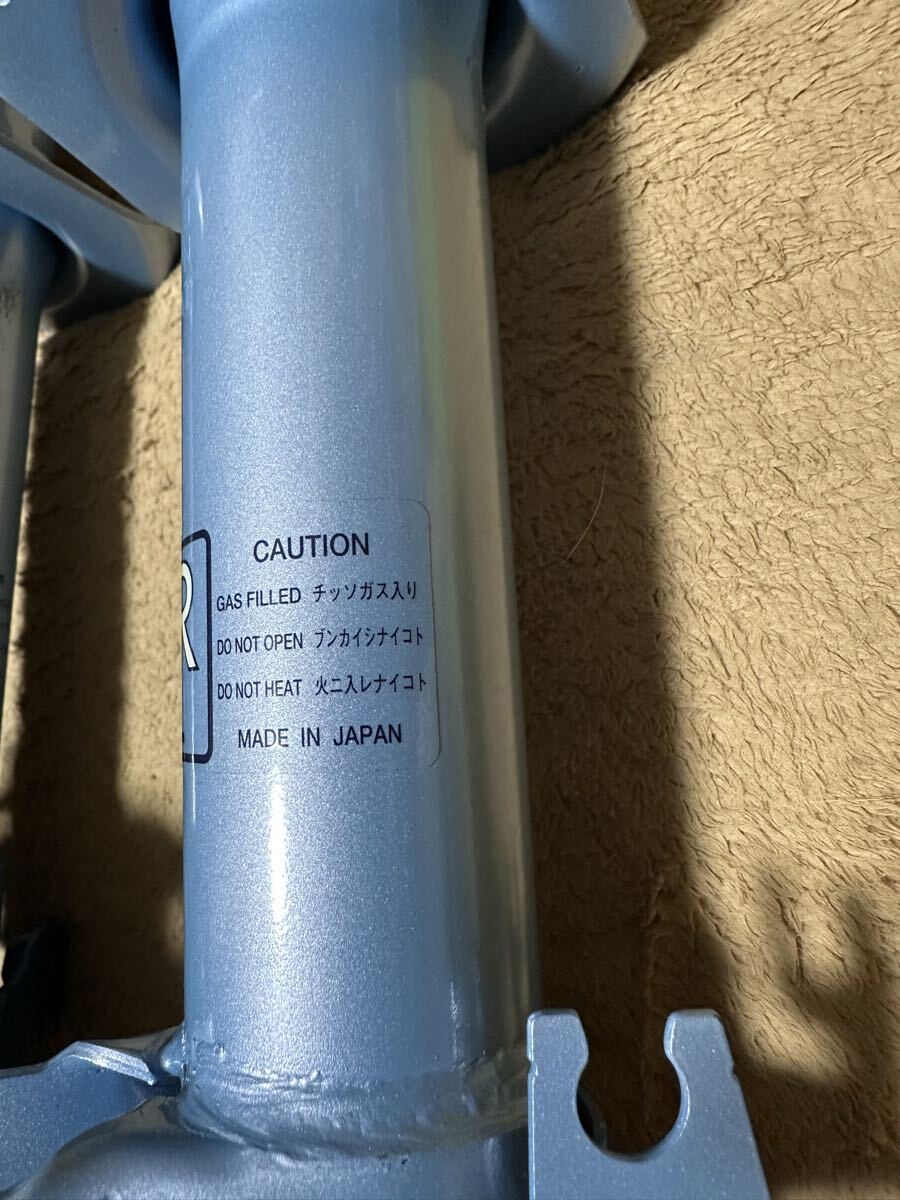 CAUTION
GAS FILLED チッソガス入り
DO NOT OPEN ブンカイシナイコト
DO NOT HEAT 火ニ入レナイコト
MADE IN JAPAN
R